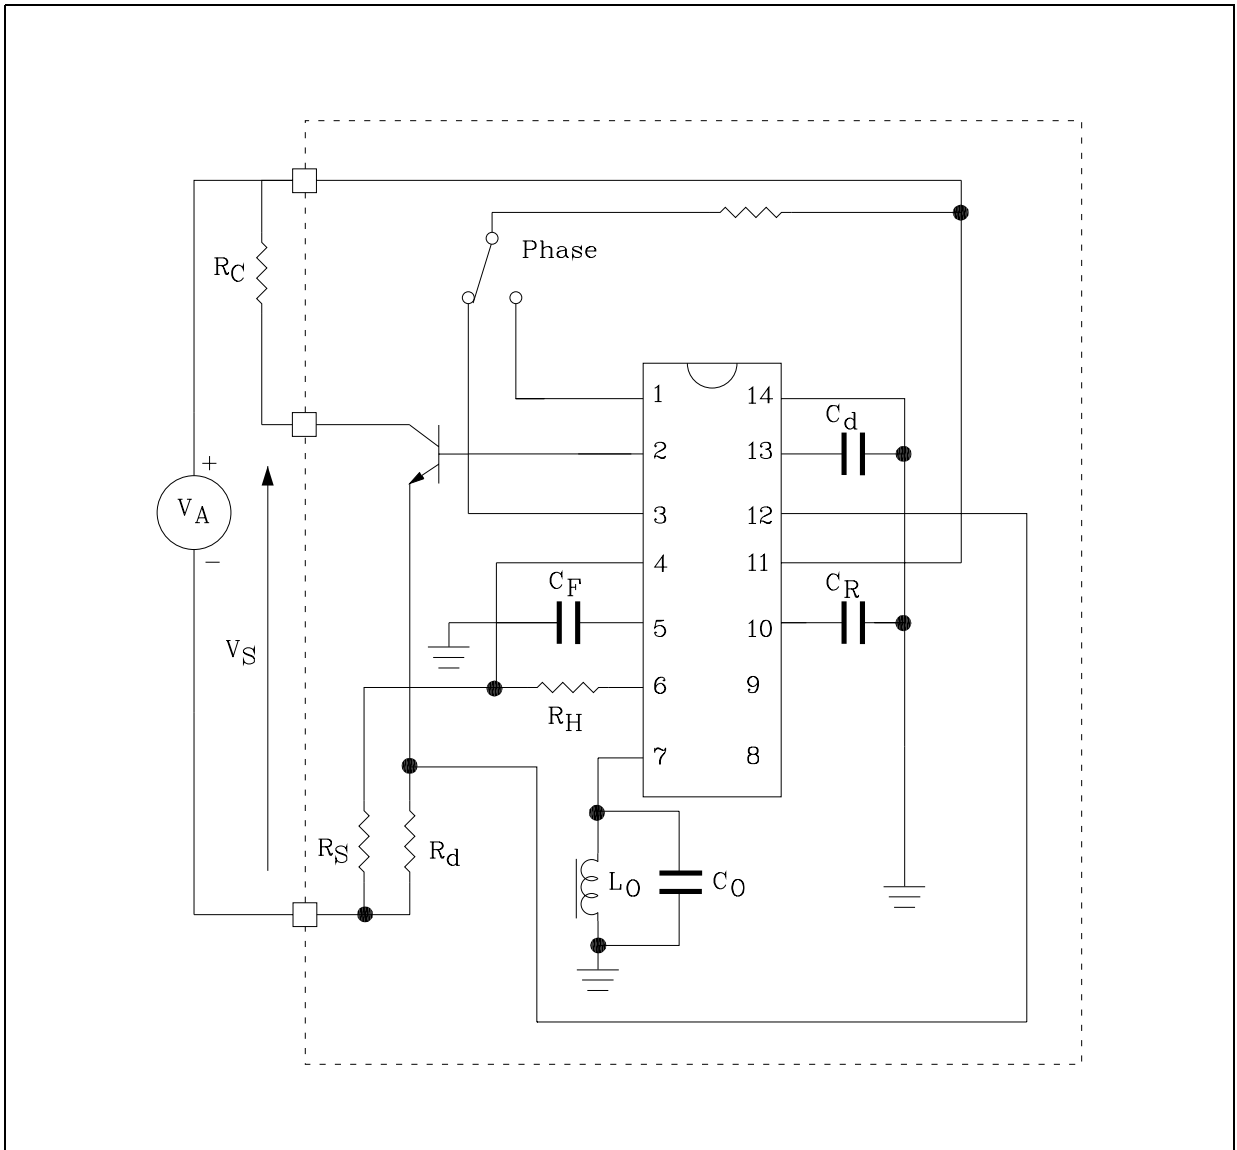 Phase
R_C
1 14
C_d
2 13
+
V_A
3 12
−
4 11
C_F C_R
5 10
V_S
6 9
R_H
7 8
R_S R_d
L_O C_O